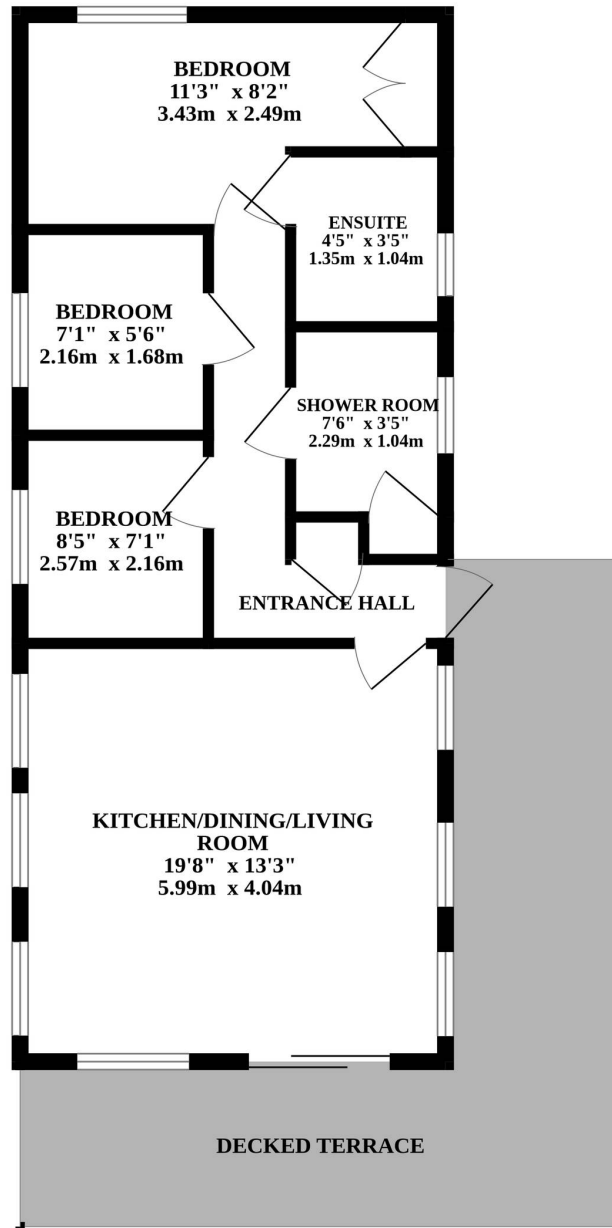 BEDROOM
11'3" x 8'2"
3.43m x 2.49m
ENSUITE
4'5" x 3'5"
1.35m x 1.04m
BEDROOM
7'1" x 5'6"
2.16m x 1.68m
SHOWER ROOM
7'6" x 3'5"
2.29m x 1.04m
BEDROOM
8'5" x 7'1"
2.57m x 2.16m
ENTRANCE HALL
KITCHEN/DINING/LIVING
ROOM
19'8" x 13'3"
5.99m x 4.04m
DECKED TERRACE